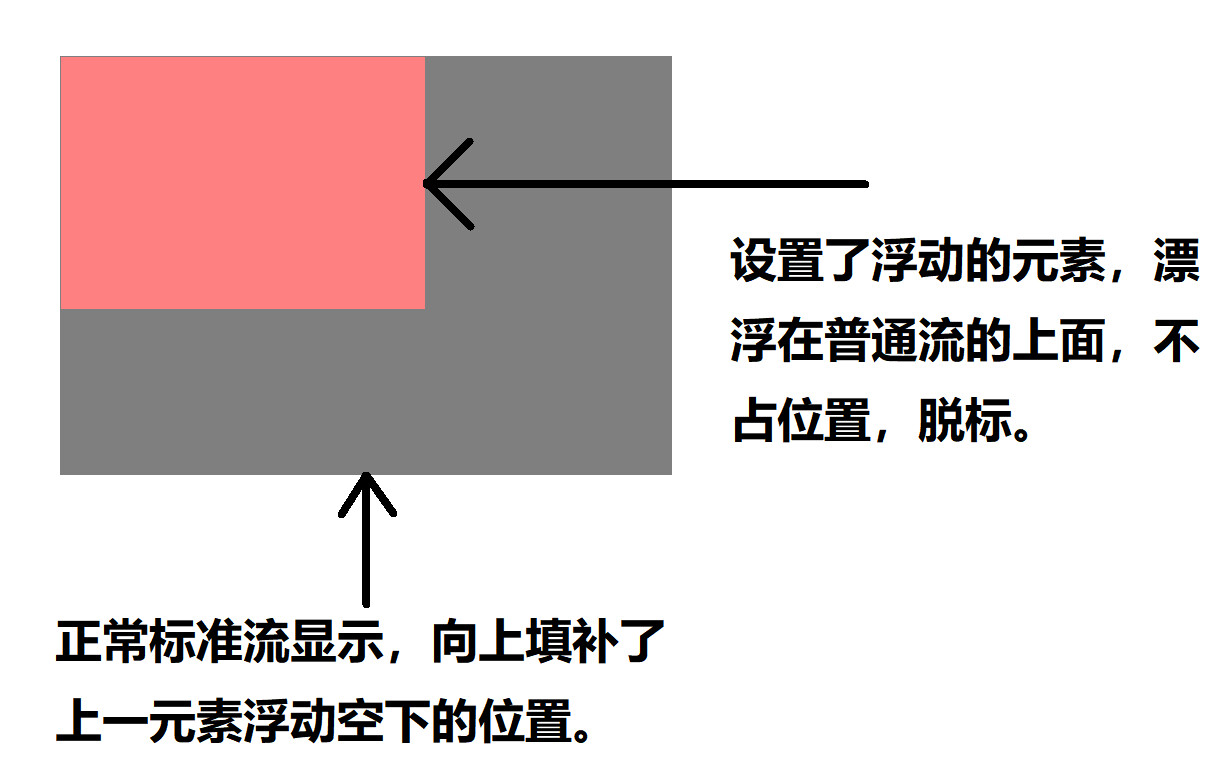 设置了浮动的元素，漂
浮在普通流的上面，不
占位置，脱标。
正常标准流显示，向上填补了
上一元素浮动空下的位置。